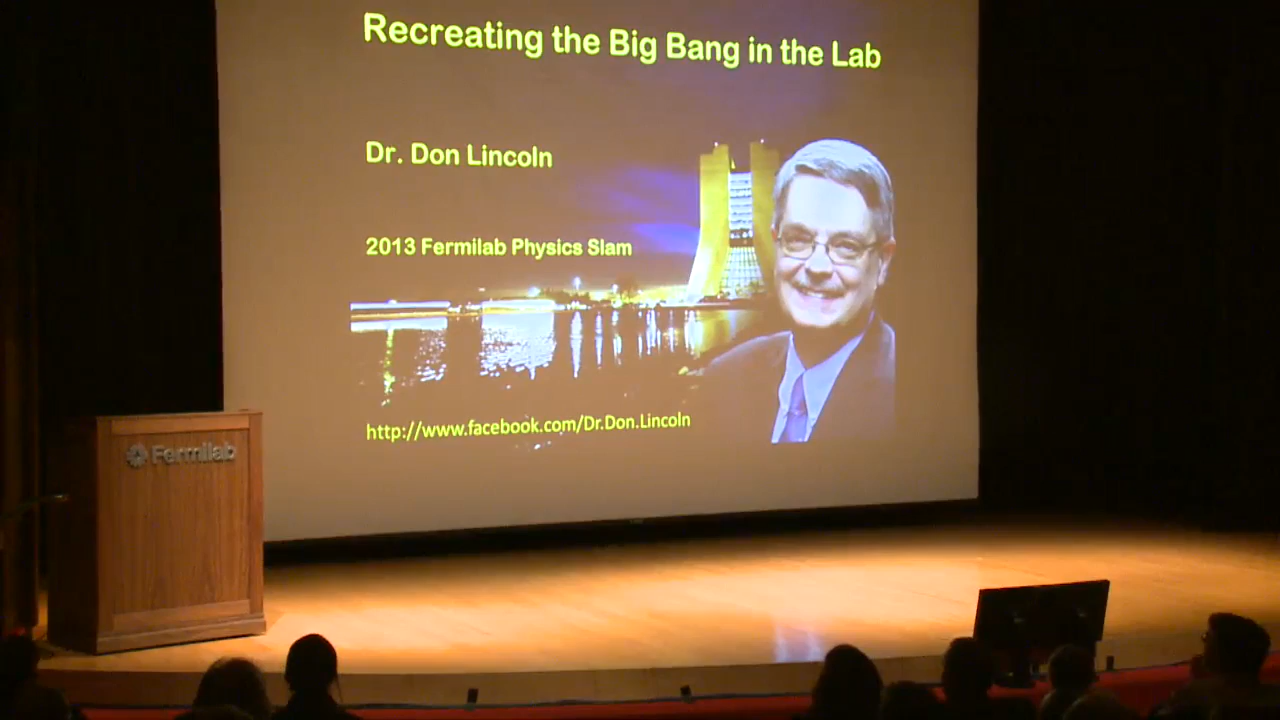 Recreating the Big Bang in the Lab
Dr. Don Lincoln
2013 Fermilab Physics Slam
http://www.facebook.com/Dr.Don.Lincoln
Fermilab